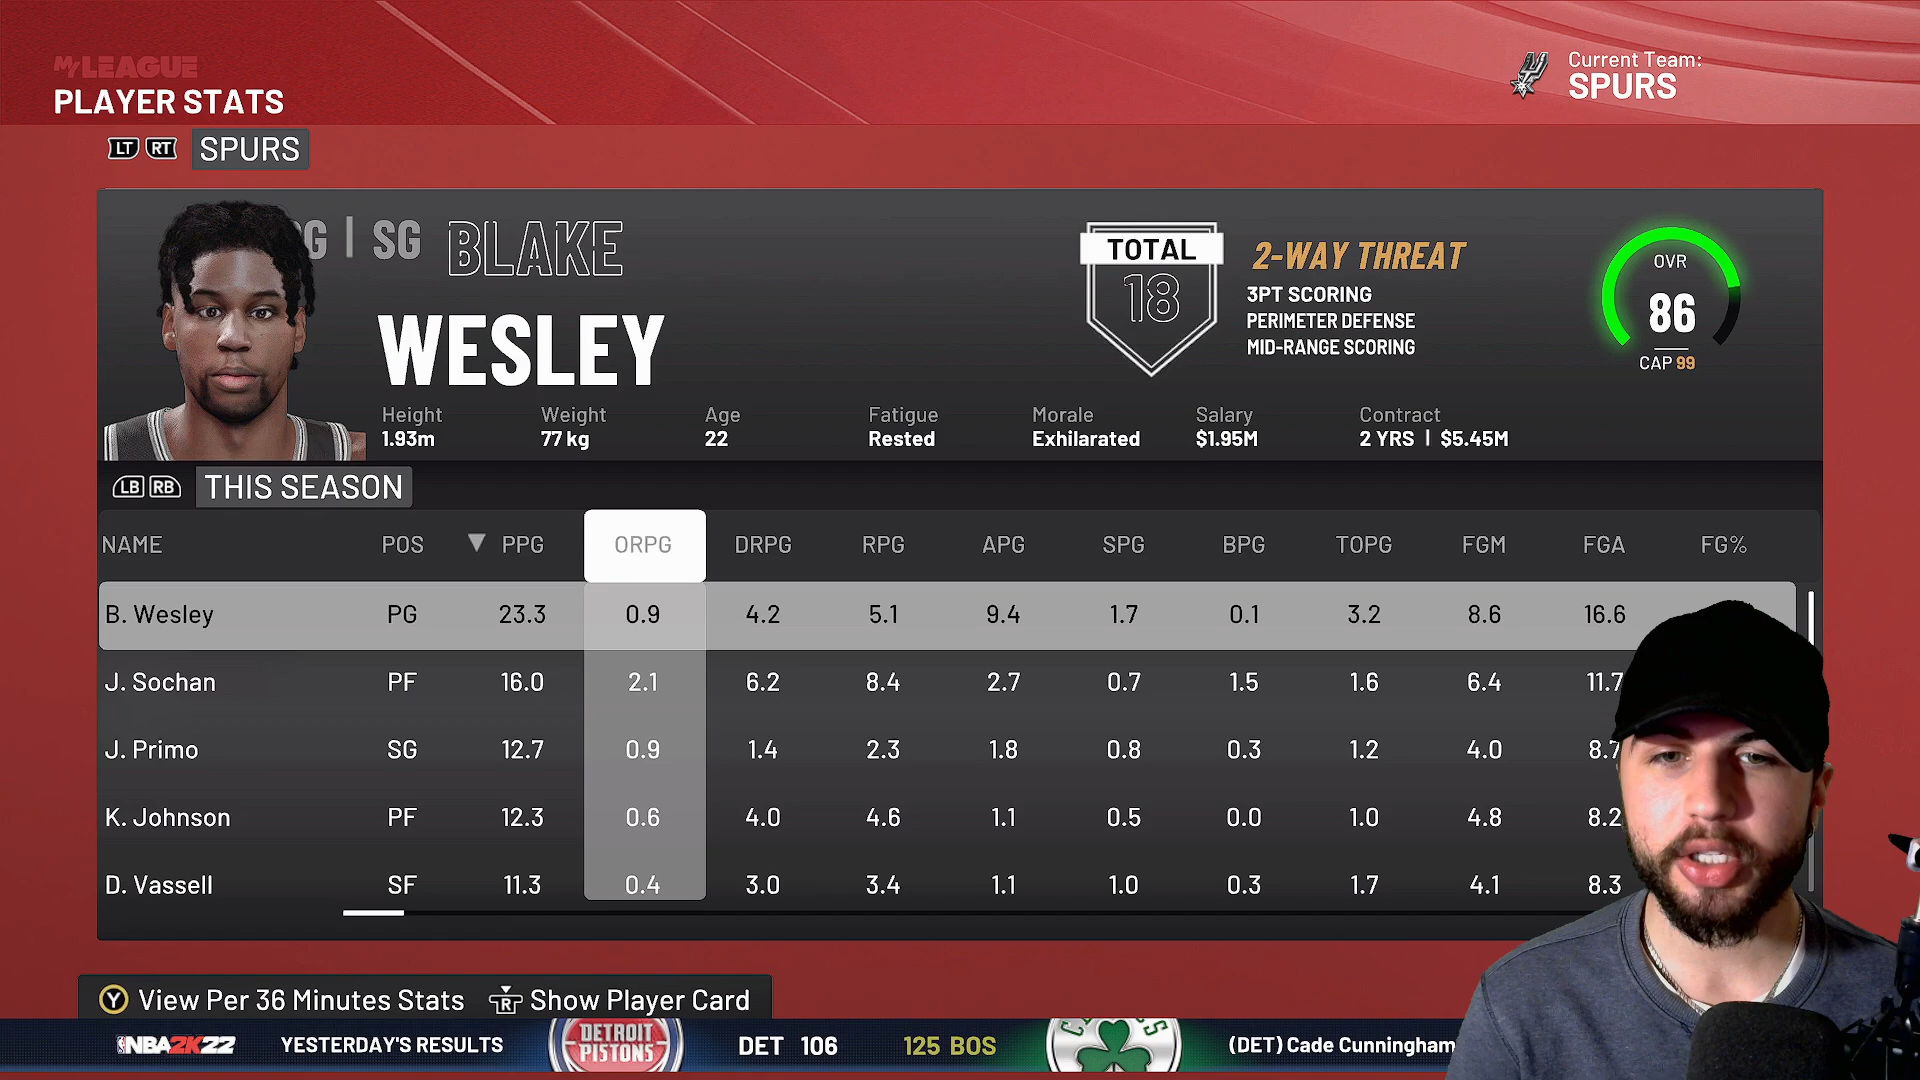 MyLEAGUE
PLAYER STATS
Current Team:
SPURS
LT RT SPURS
SG BLAKE
WESLEY
TOTAL
18
2-WAY THREAT
3PT SCORING
PERIMETER DEFENSE
MID-RANGE SCORING
OVR
86
CAP 99
Height Weight Age Fatigue Morale Salary Contract
1.93m 77 kg 22 Rested Exhilarated $1.95M 2 YRS | $5.45M
LB RB THIS SEASON
NAME POS PPG ORPG DRPG RPG APG SPG BPG TOPG FGM FGA FG%
B. Wesley PG 23.3 0.9 4.2 5.1 9.4 1.7 0.1 3.2 8.6 16.6
J. Sochan PF 16.0 2.1 6.2 8.4 2.7 0.7 1.5 1.6 6.4 11.7
J. Primo SG 12.7 0.9 1.4 2.3 1.8 0.8 0.3 1.2 4.0 8.7
K. Johnson PF 12.3 0.6 4.0 4.6 1.1 0.5 0.0 1.0 4.8 8.2
D. Vassell SF 11.3 0.4 3.0 3.4 1.1 1.0 0.3 1.7 4.1 8.3
Y View Per 36 Minutes Stats R Show Player Card
NBA2K22 YESTERDAY'S RESULTS DETROIT PISTONS DET 106 125 BOS (DET) Cade Cunningham